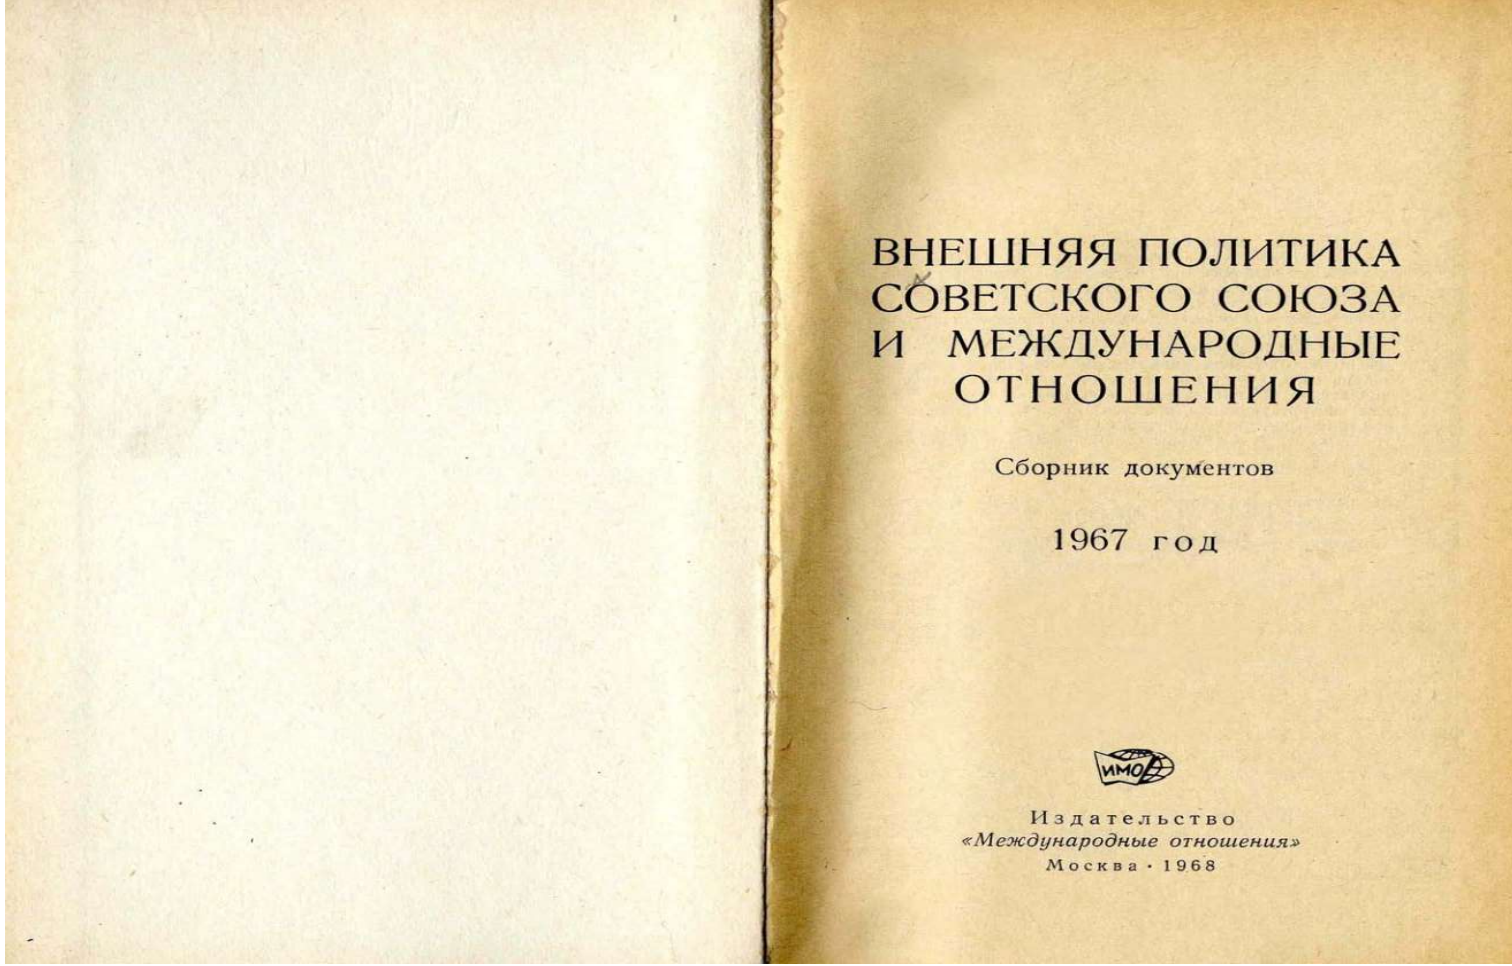 ВНЕШНЯЯ ПОЛИТИКА
СОВЕТСКОГО СОЮЗА
И МЕЖДУНАРОДНЫЕ
ОТНОШЕНИЯ
Сборник документов
1967 год
ИМО
Издательство
«Международные отношения»
Москва · 1968